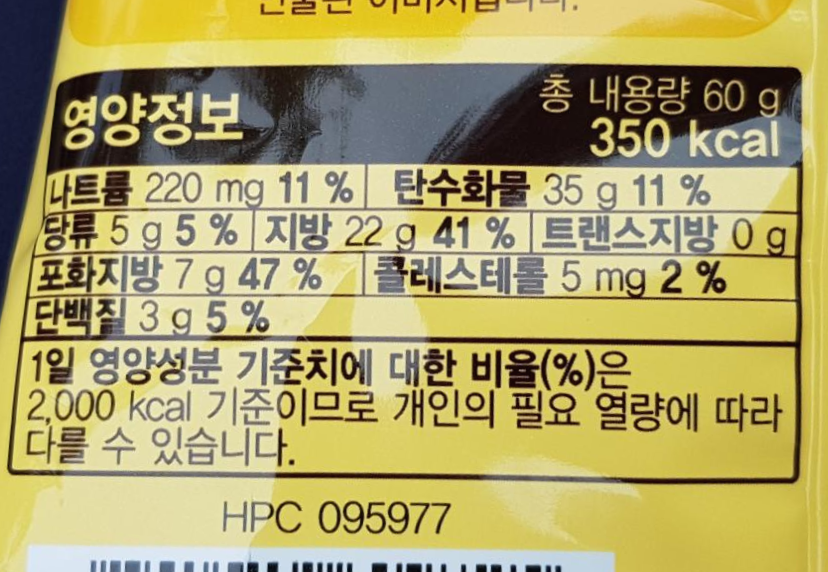 영양정보
총 내용량 60 g
350 kcal
나트륨 220 mg 11 % 탄수화물 35 g 11 %
당류 5 g 5 % 지방 22 g 41 % 트랜스지방 0 g
포화지방 7 g 47 % 콜레스테롤 5 mg 2 %
단백질 3 g 5 %
1일 영양성분 기준치에 대한 비율(%)은
2,000 kcal 기준이므로 개인의 필요 열량에 따라
다를 수 있습니다.
HPC 095977